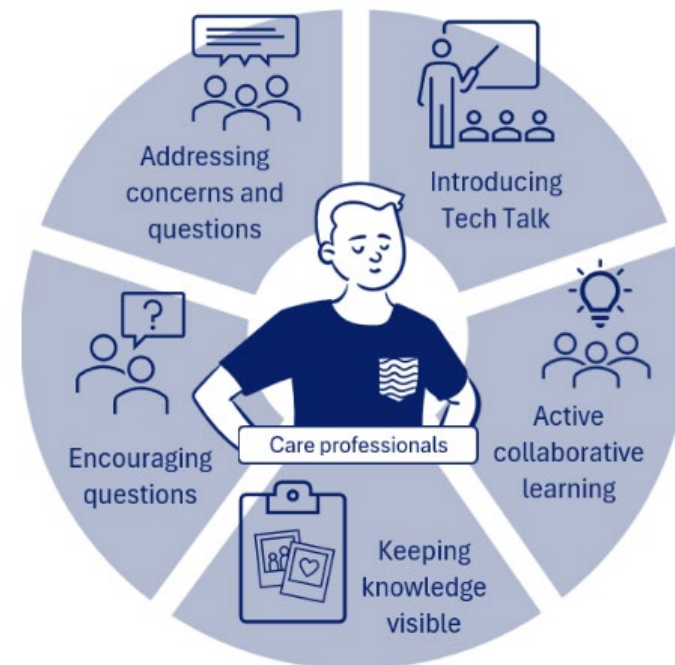 Addressing
concerns and
questions
Introducing
Tech Talk
?
Active
collaborative
learning
Care professionals
Encouraging
questions
Keeping
knowledge
visible